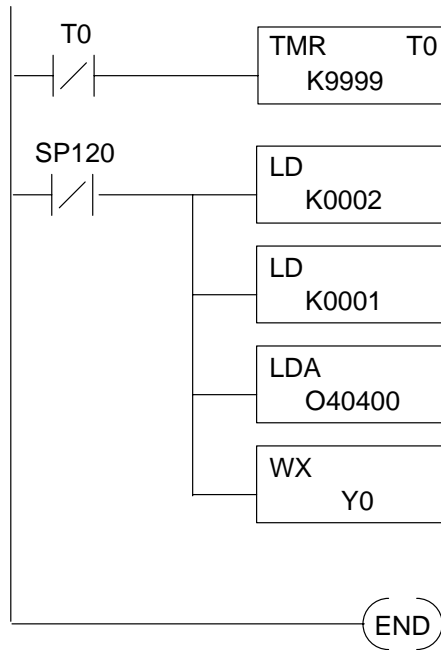 T0
TMR T0
K9999
SP120
LD
K0002
LD
K0001
LDA
O40400
WX
Y0
END